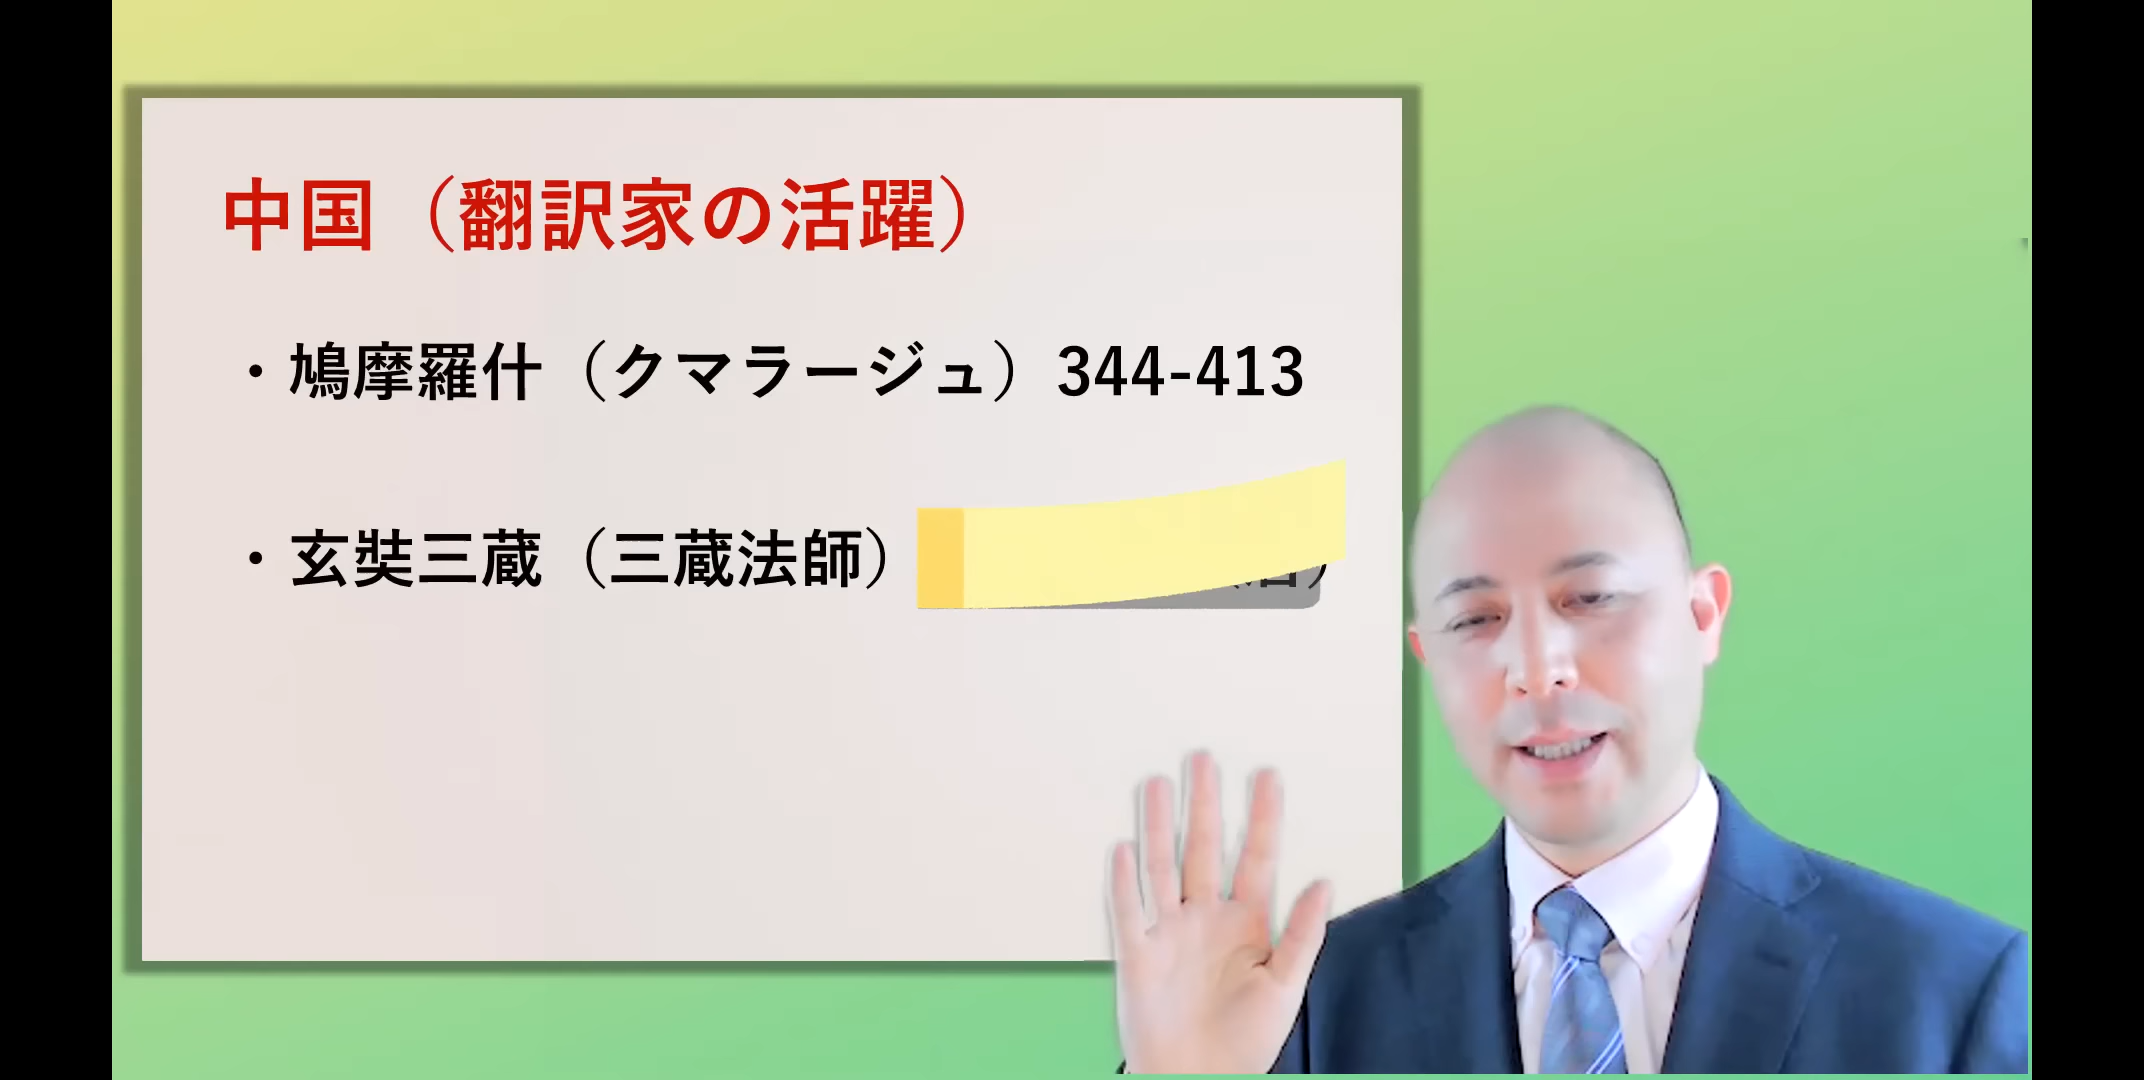 中国（翻訳家の活躍）
・鳩摩羅什（クマラージュ）344-413
・玄奘三蔵（三蔵法師）